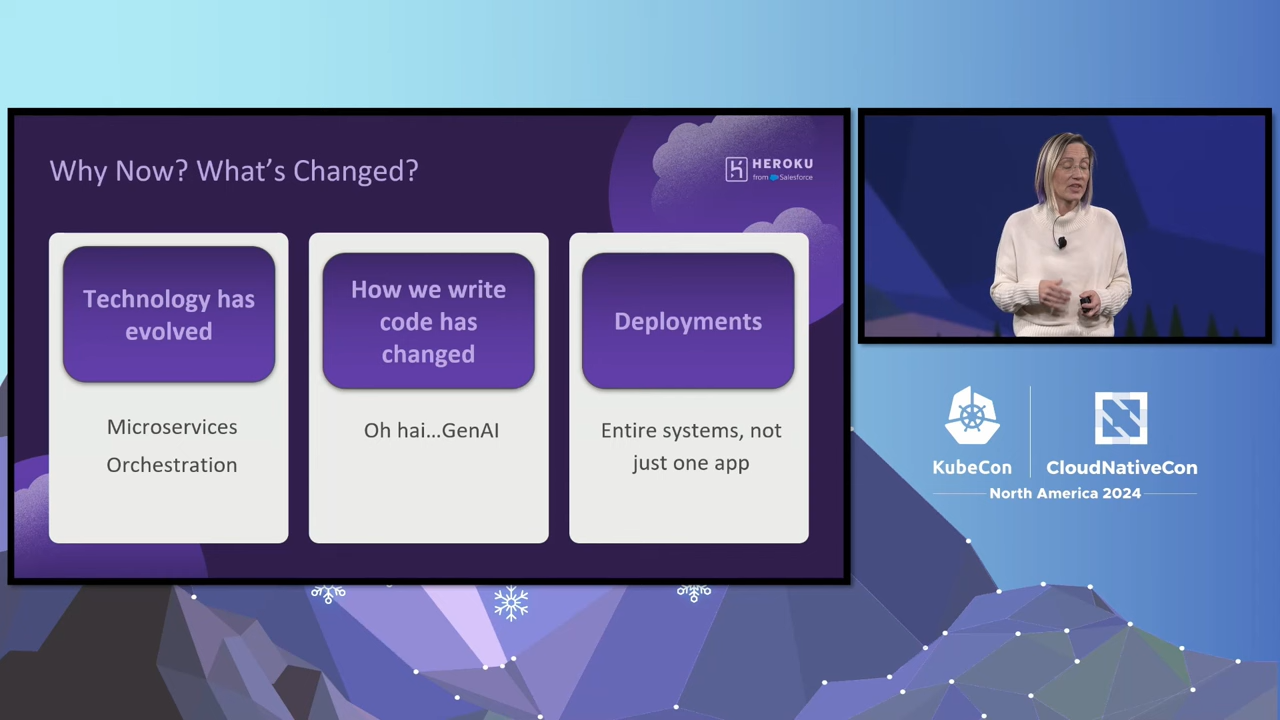 Why Now? What's Changed?
HEROKU
from Salesforce
Technology has
evolved
Microservices
Orchestration
How we write
code has
changed
Oh hai...GenAI
Deployments
Entire systems, not
just one app
KubeCon
CloudNativeCon
North America 2024